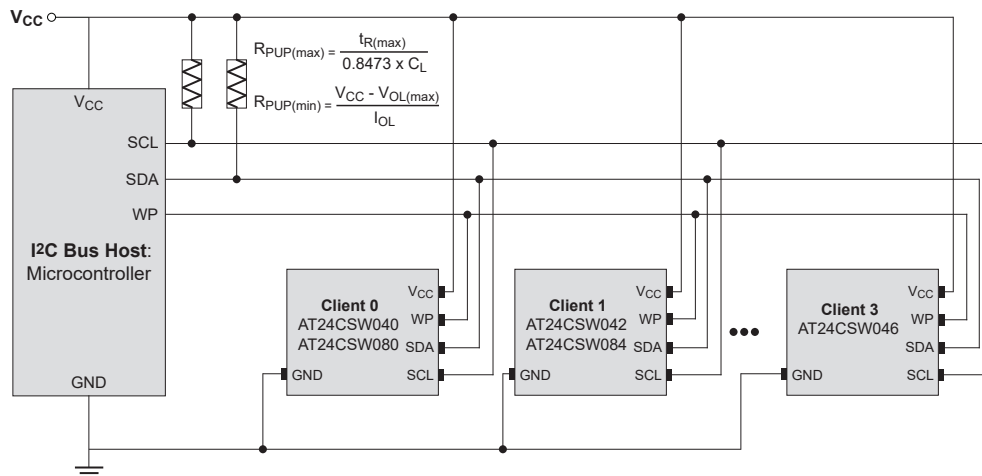 VCC
RPUP(max) = tR(max)
0.8473 x CL
RPUP(min) = VCC - VOL(max)
IOL
VCC
SCL
SDA
WP
I²C Bus Host:
Microcontroller
GND
Client 0
AT24CSW040
AT24CSW080
VCC
WP
SDA
GND
SCL
Client 1
AT24CSW042
AT24CSW084
VCC
WP
SDA
GND
SCL
Client 3
AT24CSW046
VCC
WP
SDA
GND
SCL